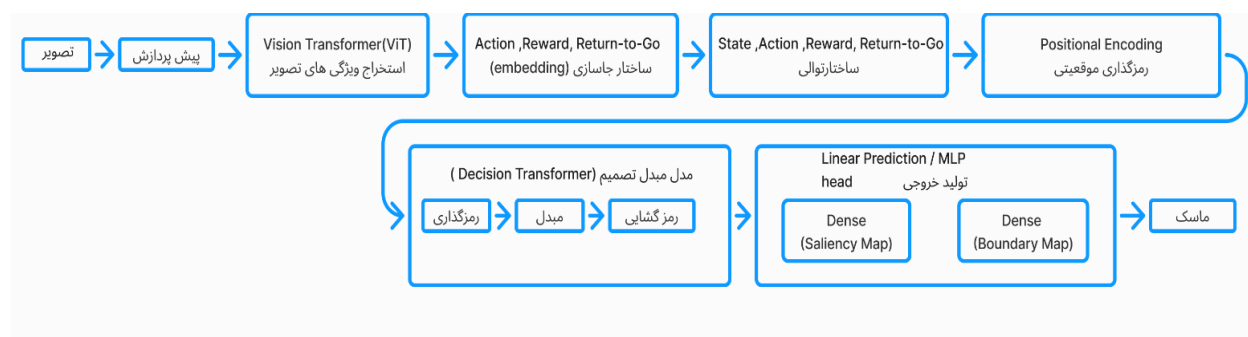 تصویر
پیش پردازش
Vision Transformer(ViT)
استخراج ویژگی های تصویر
Action ,Reward, Return-to-Go
ساختار جاسازی (embedding)
State ,Action ,Reward, Return-to-Go
ساختارتوالی
Positional Encoding
رمزگذاری موقعیتی
مدل مبدل تصمیم (Decision Transformer )
رمزگذاری
مبدل
رمز گشایی
Linear Prediction / MLP
head تولید خروجی
Dense
(Saliency Map)
Dense
(Boundary Map)
ماسک